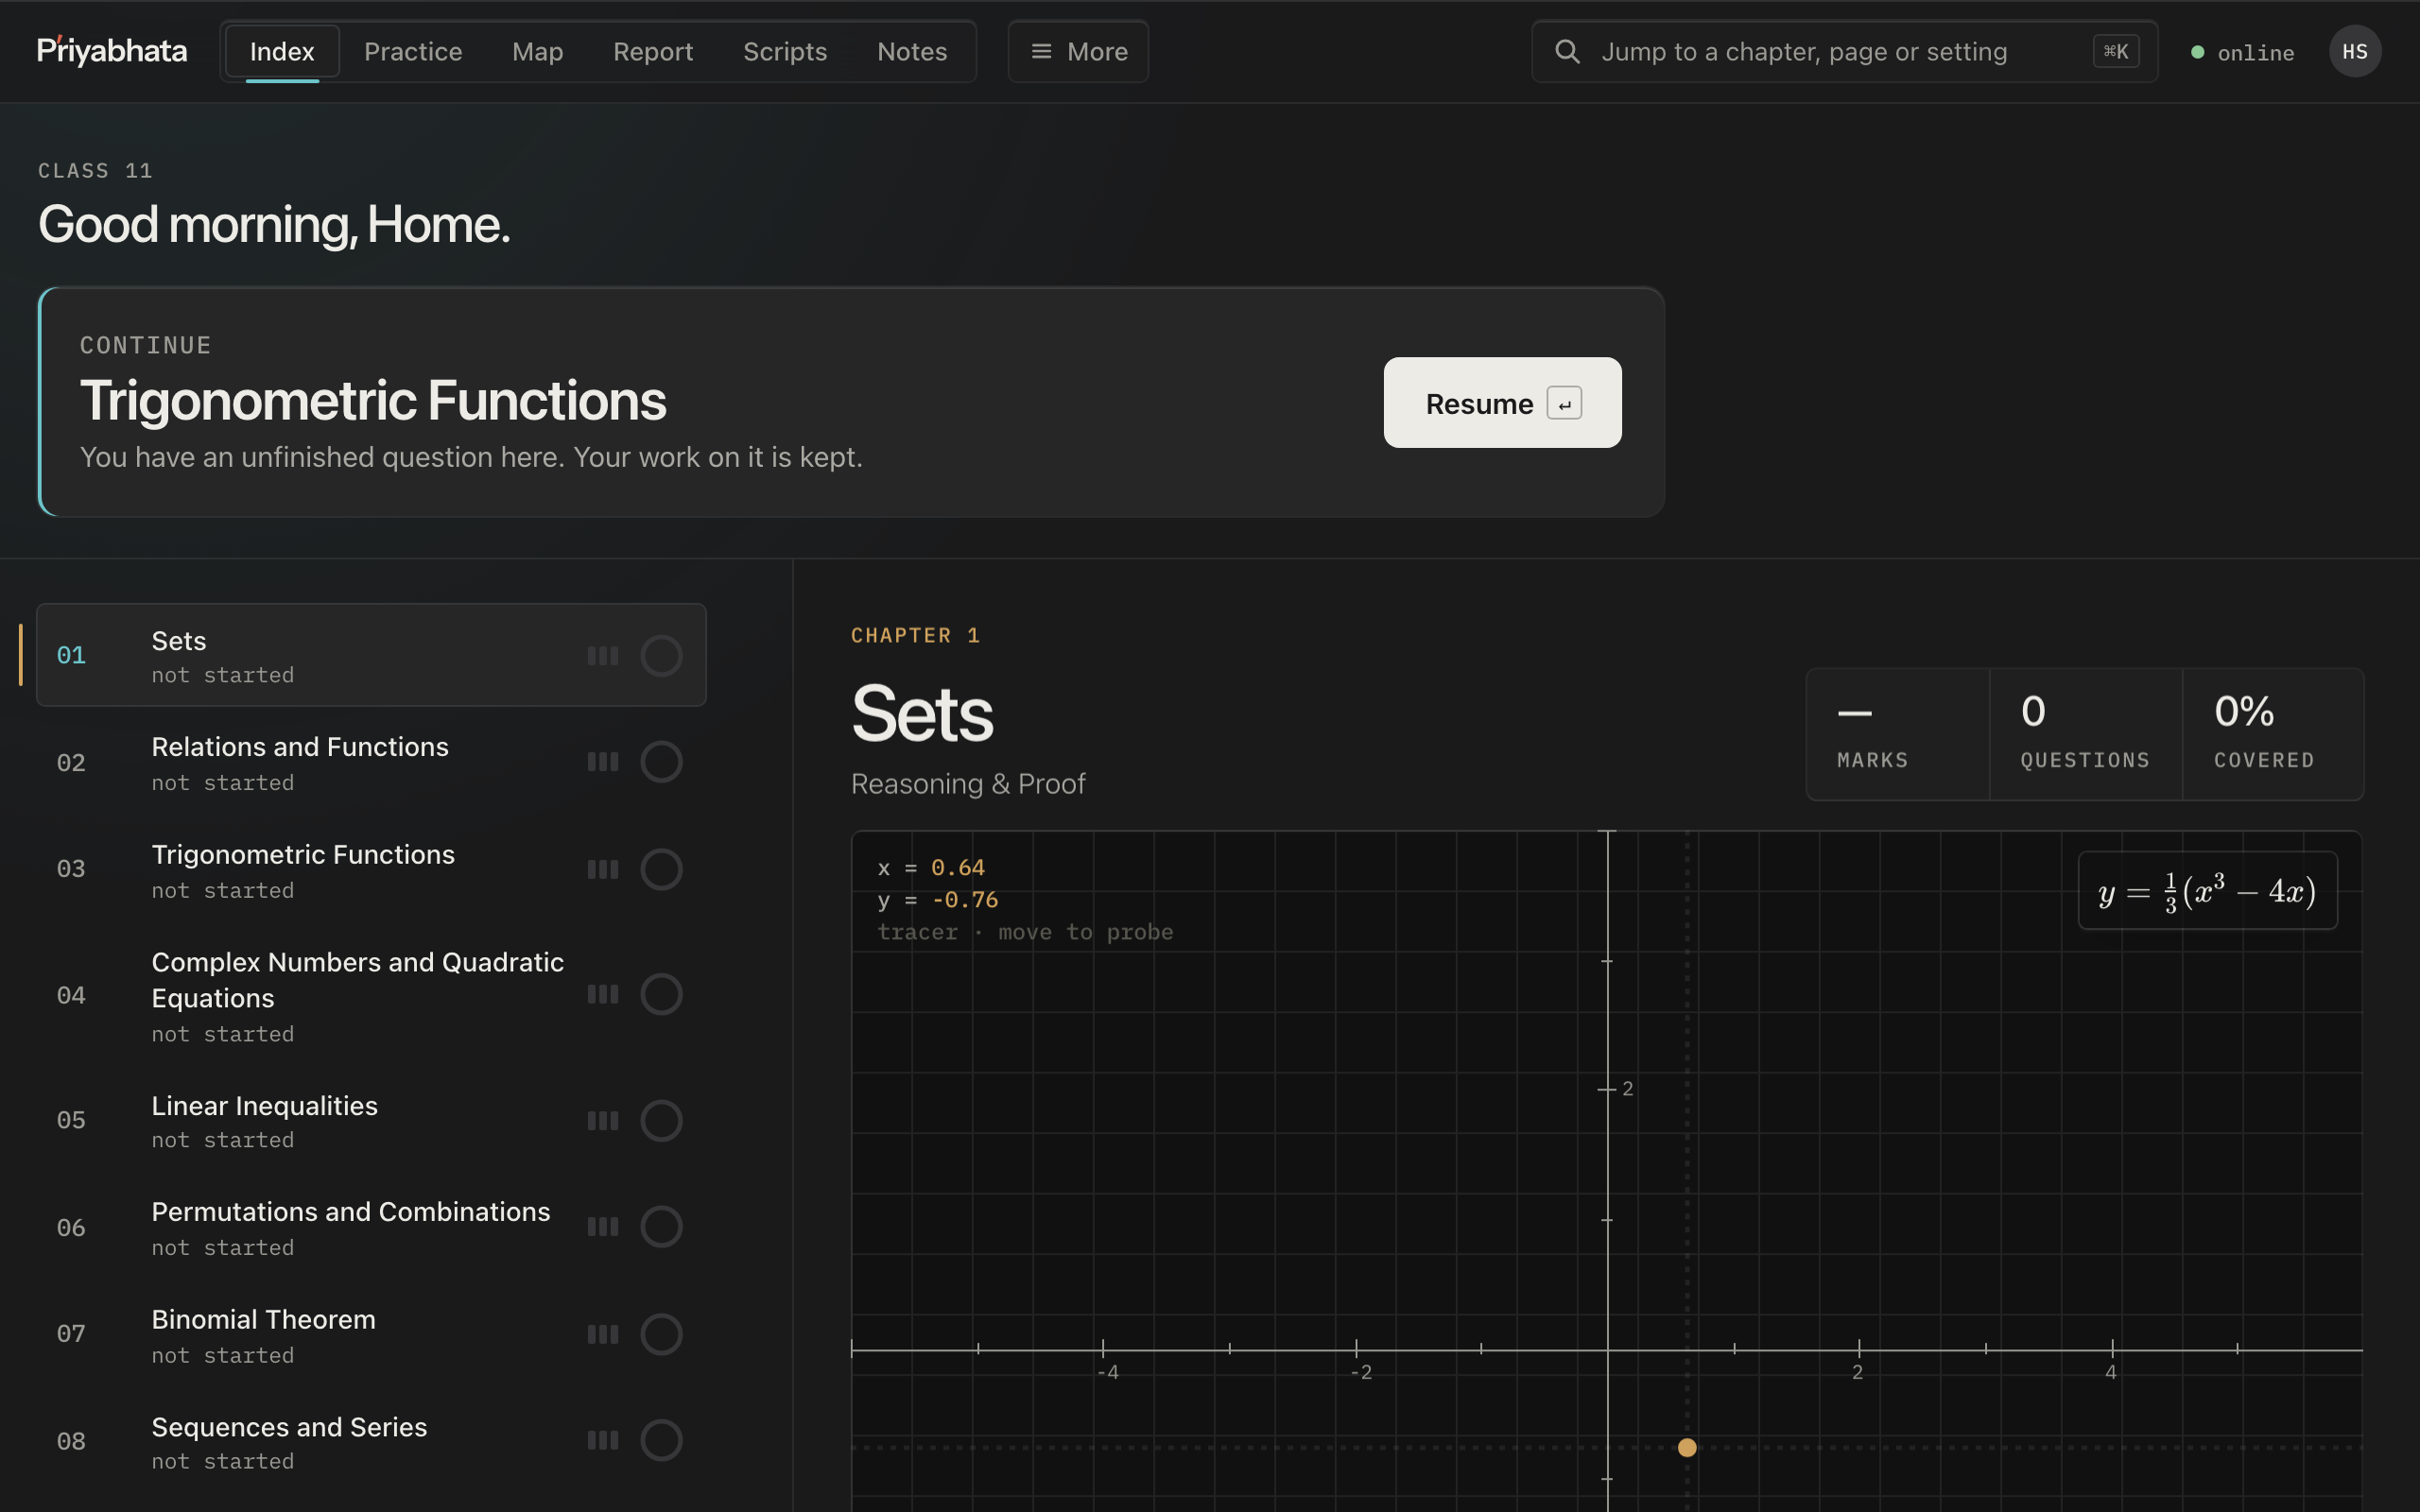 Priyabhata
Index Practice Map Report Scripts Notes More
Jump to a chapter, page or setting ⌘K
online
HS
CLASS 11
Good morning, Home.
CONTINUE
Trigonometric Functions
You have an unfinished question here. Your work on it is kept.
Resume ↵
01 Sets
not started
02 Relations and Functions
not started
03 Trigonometric Functions
not started
04 Complex Numbers and Quadratic
Equations
not started
05 Linear Inequalities
not started
06 Permutations and Combinations
not started
07 Binomial Theorem
not started
08 Sequences and Series
not started
CHAPTER 1
Sets
Reasoning & Proof
— MARKS
0 QUESTIONS
0% COVERED
x = 0.64
y = -0.76
tracer · move to probe
y = 1/3(x³ − 4x)
2
-4 -2 2 4